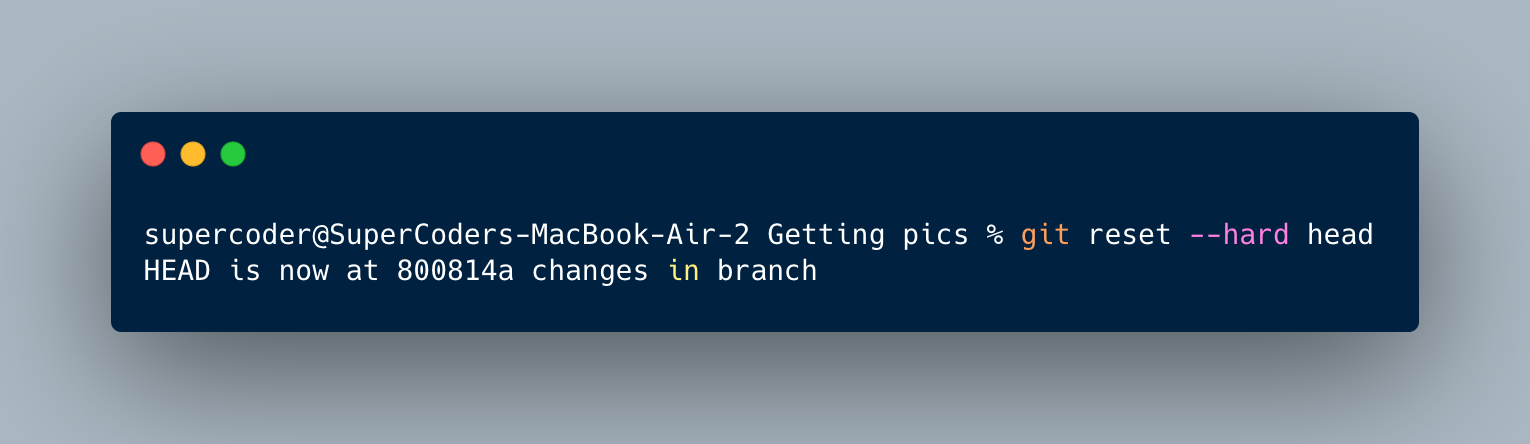 supercoder@SuperCoders-MacBook-Air-2 Getting pics % git reset --hard head
HEAD is now at 800814a changes in branch